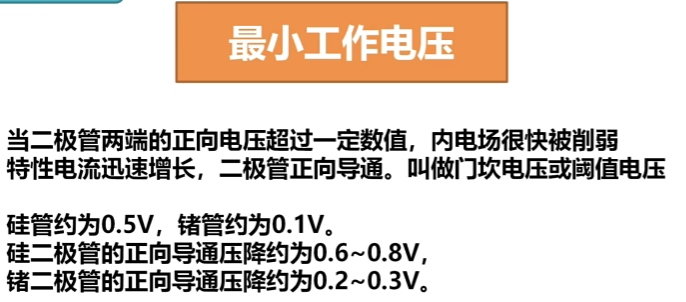 最小工作电压
当二极管两端的正向电压超过一定数值，内电场很快被削弱
特性电流迅速增长，二极管正向导通。叫做门坎电压或阈值电压
硅管约为0.5V，锗管约为0.1V。
硅二极管的正向导通压降约为0.6~0.8V，
锗二极管的正向导通压降约为0.2~0.3V。